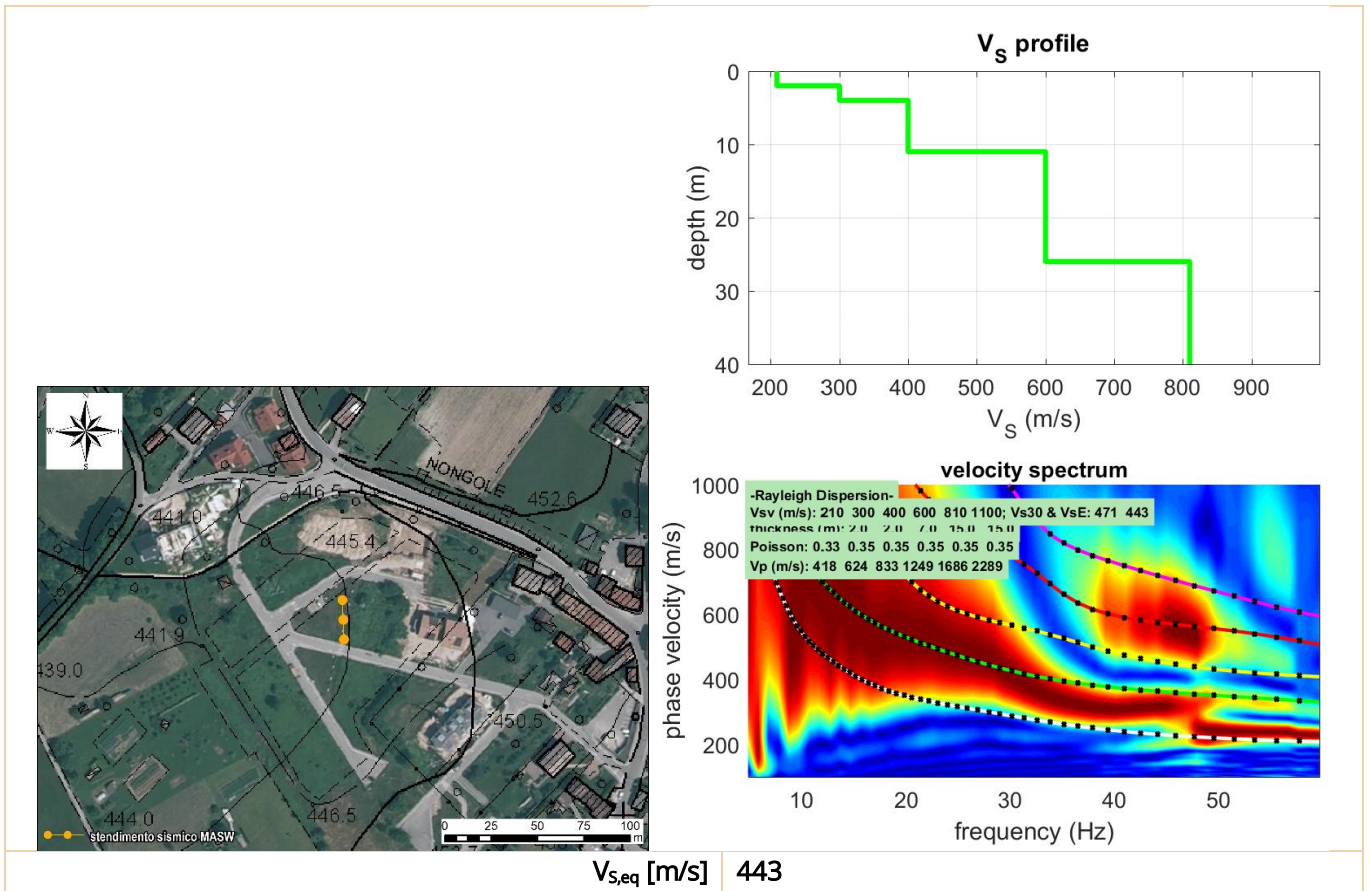 V_S profile
0
10
20
30
40
depth (m)
200 300 400 500 600 700 800 900
V_S (m/s)
N
W
S
NONGOLE
446.5
452.6
441.0
445.4
441.9
439.0
450.5
444.0
446.5
stendimento sismico MASW
0 25 50 75 100
m
velocity spectrum
1000
800
600
400
200
phase velocity (m/s)
-Rayleigh Dispersion-
Vsv (m/s): 210 300 400 600 810 1100; Vs30 & VsE: 471 443
thickness (m): 2.0 2.0 7.0 15.0 15.0
Poisson: 0.33 0.35 0.35 0.35 0.35 0.35
Vp (m/s): 418 624 833 1249 1686 2289
10 20 30 40 50
frequency (Hz)
V_S,eq [m/s] 443